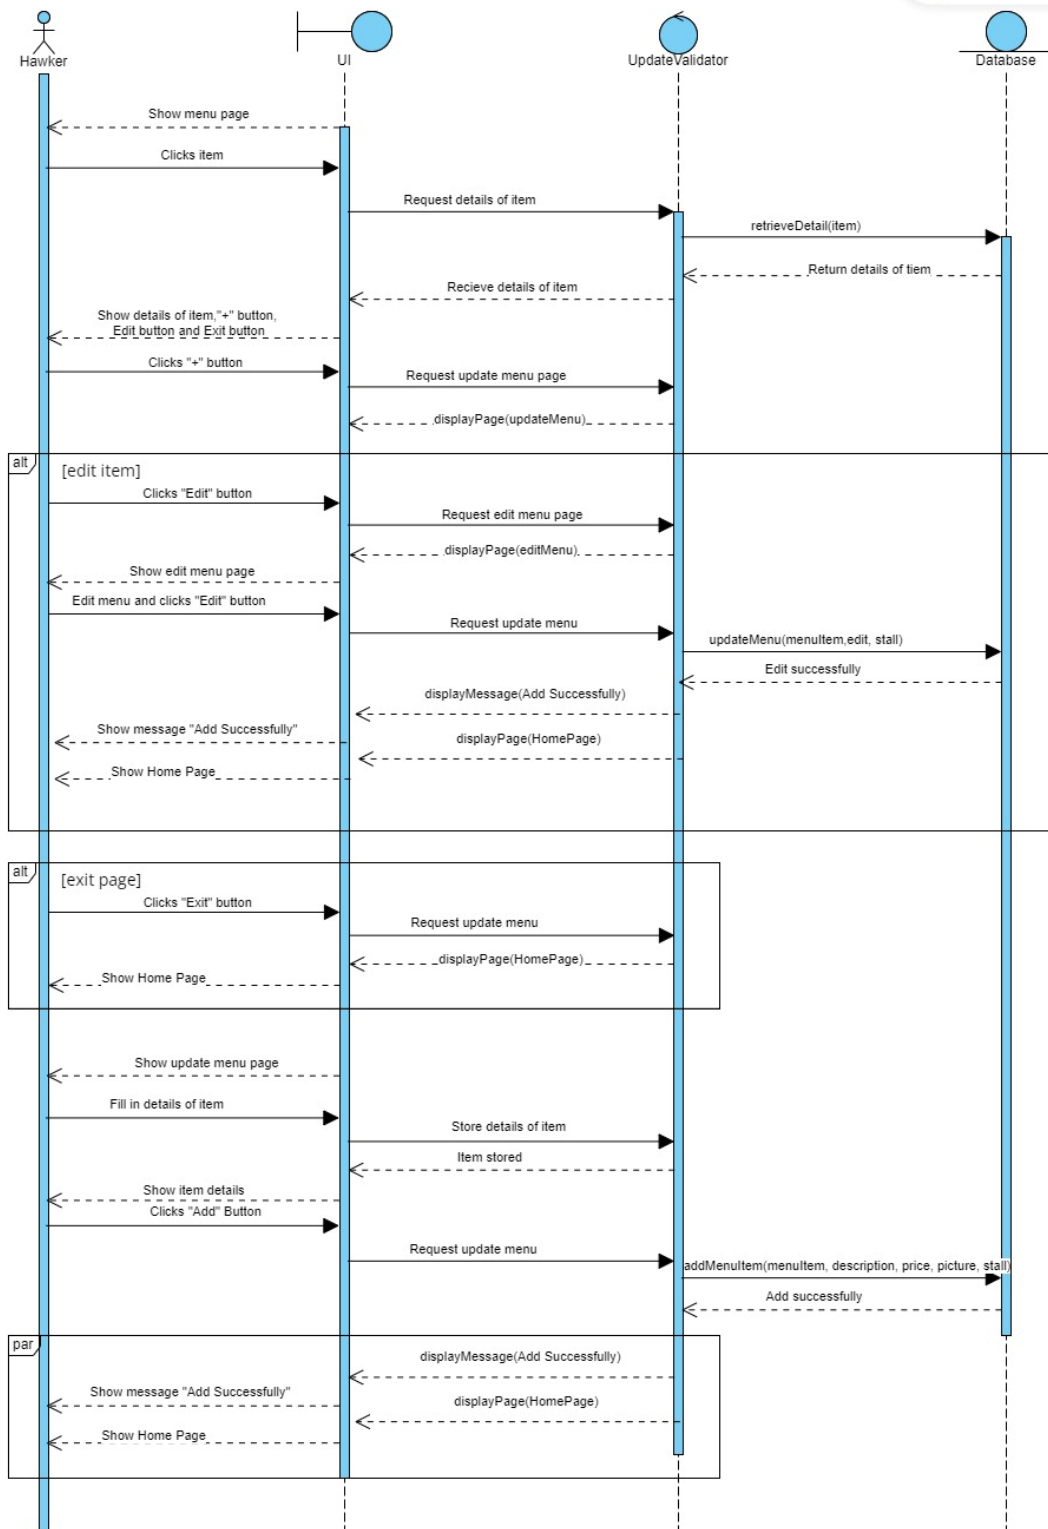 Hawker
UI
UpdateValidator
Database
Show menu page
Clicks item
Request details of item
retrieveDetail(item)
Return details of tiem
Recieve details of item
Show details of item,"+" button,
Edit button and Exit button
Clicks "+" button
Request update menu page
displayPage(updateMenu)
alt
[edit item]
Clicks "Edit" button
Request edit menu page
displayPage(editMenu)
Show edit menu page
Edit menu and clicks "Edit" button
Request update menu
updateMenu(menuItem,edit, stall)
Edit successfully
displayMessage(Add Successfully)
Show message "Add Successfully"
displayPage(HomePage)
Show Home Page
alt
[exit page]
Clicks "Exit" button
Request update menu
displayPage(HomePage)
Show Home Page
Show update menu page
Fill in details of item
Store details of item
Item stored
Show item details
Clicks "Add" Button
Request update menu
addMenuItem(menuItem, description, price, picture, stall)
Add successfully
par
displayMessage(Add Successfully)
Show message "Add Successfully"
displayPage(HomePage)
Show Home Page